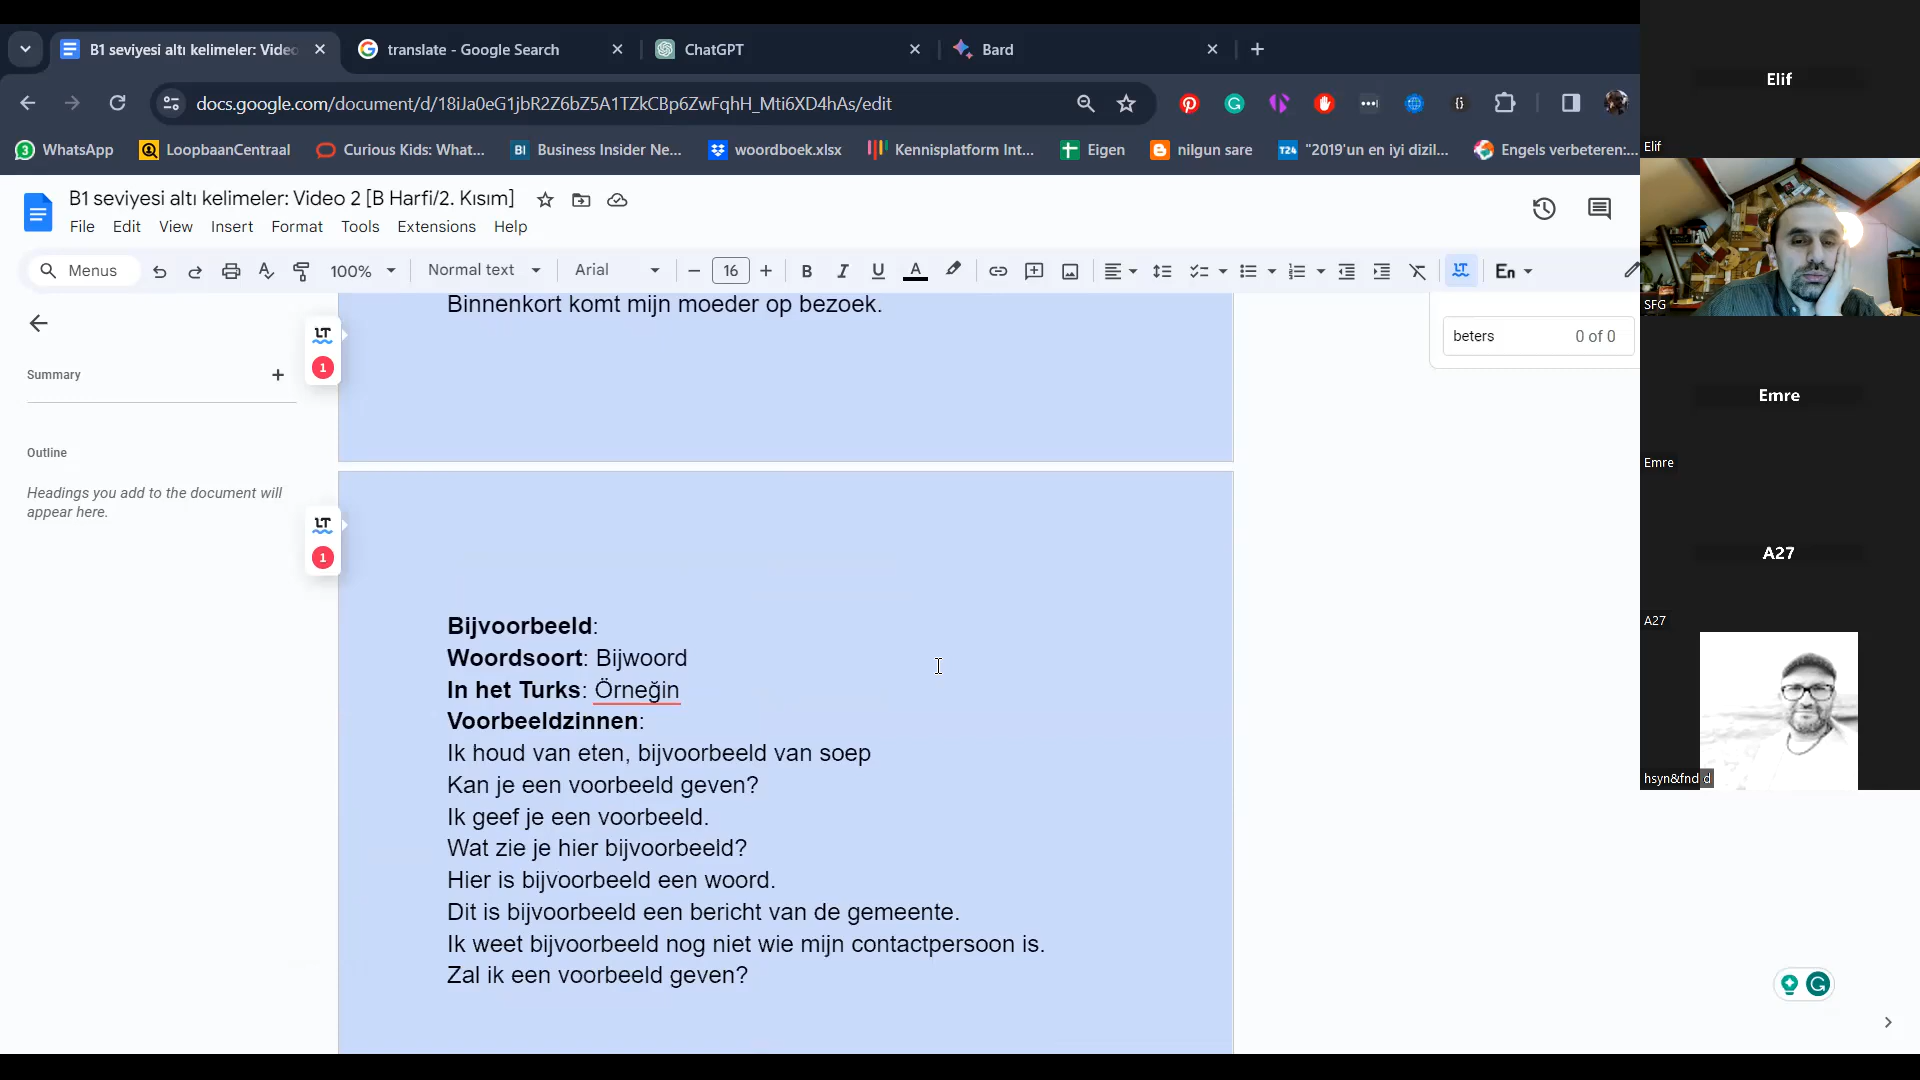 B1 seviyesi altı kelimeler: Video
translate - Google Search
ChatGPT
Bard
docs.google.com/document/d/18iJa0eG1jbR2Z6bZ5A1TZkCBp6ZwFqhH_Mti6XD4hAs/edit
WhatsApp
LoopbaanCentraal
Curious Kids: What...
BI
Business Insider Ne...
woordboek.xlsx
Kennisplatform Int...
Eigen
nilgun sare
T24
"2019'un en iyi dizil...
Engels verbeteren:...
B1 seviyesi altı kelimeler: Video 2 [B Harfi/2. Kısım]
File Edit View Insert Format Tools Extensions Help
Menus
100%
Normal text
Arial
16
En
Summary
Outline
Headings you add to the document will
appear here.
LT
1
LT
1
Binnenkort komt mijn moeder op bezoek.
Bijvoorbeeld:
Woordsoort: Bijwoord
In het Turks: Örneğin
Voorbeeldzinnen:
Ik houd van eten, bijvoorbeeld van soep
Kan je een voorbeeld geven?
Ik geef je een voorbeeld.
Wat zie je hier bijvoorbeeld?
Hier is bijvoorbeeld een woord.
Dit is bijvoorbeeld een bericht van de gemeente.
Ik weet bijvoorbeeld nog niet wie mijn contactpersoon is.
Zal ik een voorbeeld geven?
beters 0 of 0
Elif
Elif
SFG
Emre
Emre
A27
A27
hsyn&fnd d